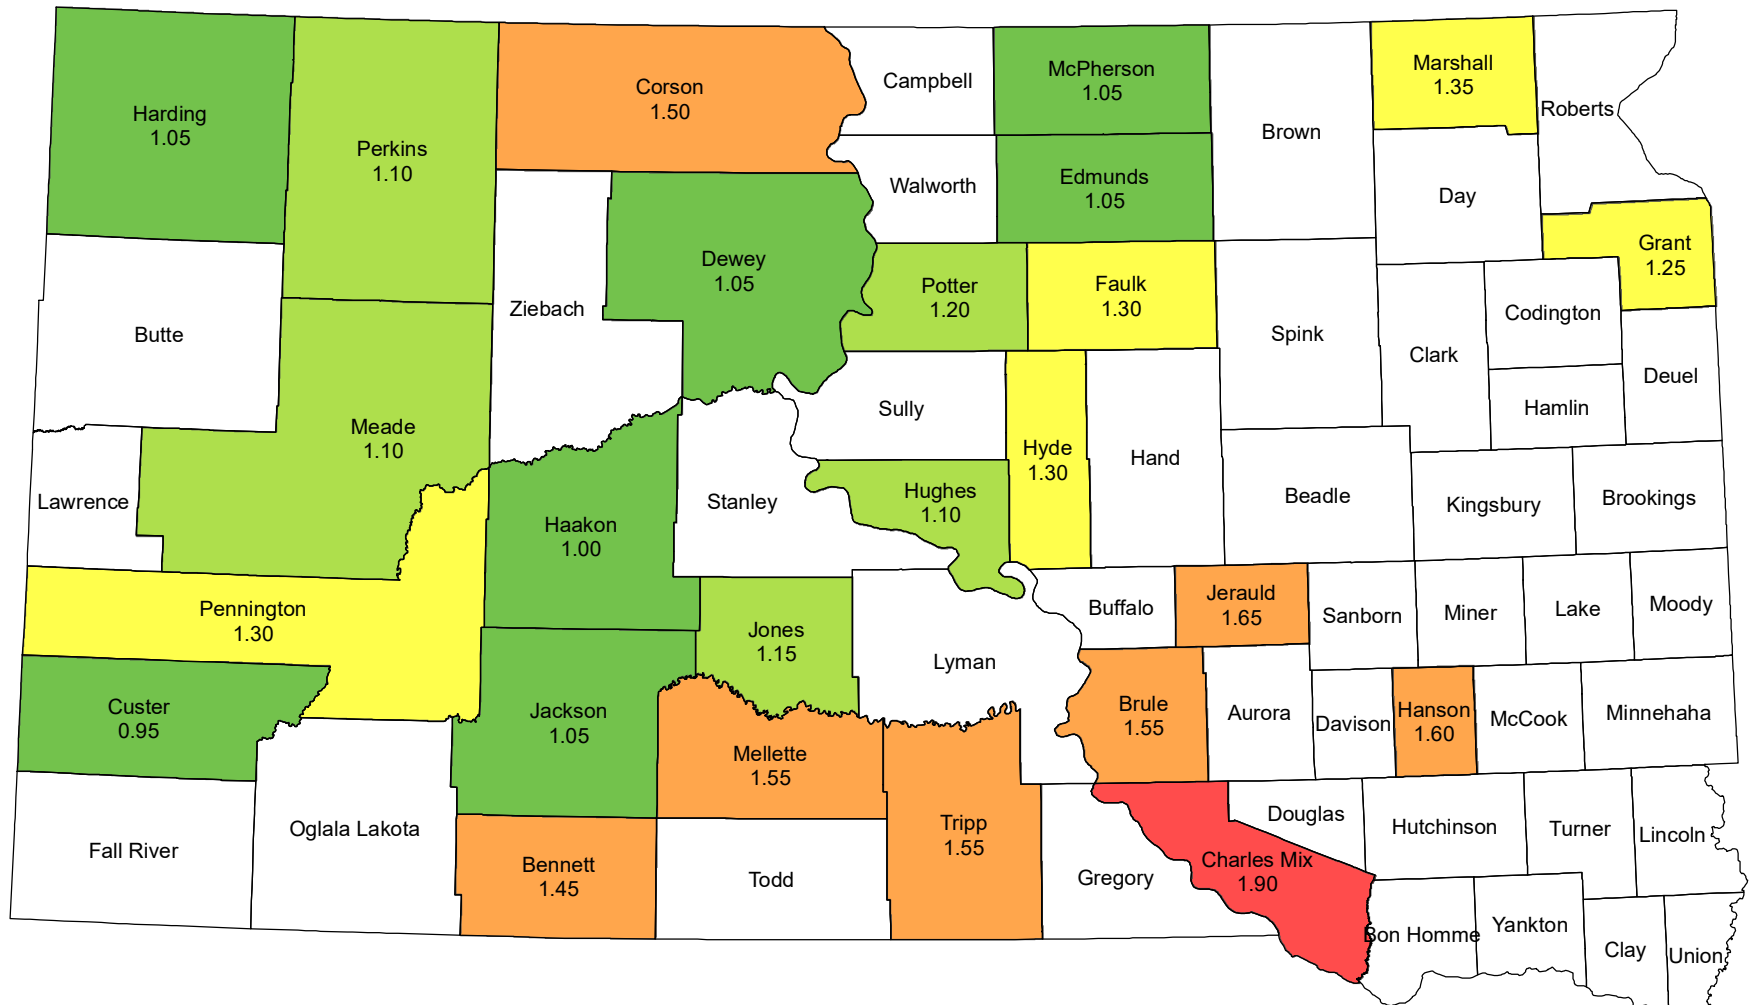 Harding
1.05
Perkins
1.10
Corson
1.50
Campbell
McPherson
1.05
Brown
Marshall
1.35
Roberts
Walworth
Edmunds
1.05
Day
Butte
Ziebach
Dewey
1.05
Potter
1.20
Faulk
1.30
Spink
Grant
1.25
Codington
Clark
Hamlin
Deuel
Meade
1.10
Sully
Hyde
1.30
Hand
Lawrence
Haakon
1.00
Stanley
Hughes
1.10
Beadle
Kingsbury
Brookings
Pennington
1.30
Jones
1.15
Lyman
Buffalo
Jerauld
1.65
Sanborn
Miner
Lake
Moody
Custer
0.95
Jackson
1.05
Mellette
1.55
Brule
1.55
Aurora
Davison
Hanson
1.60
McCook
Minnehaha
Fall River
Oglala Lakota
Bennett
1.45
Todd
Tripp
1.55
Gregory
Charles Mix
1.90
Douglas
Hutchinson
Turner
Lincoln
Bon Homme
Yankton
Clay
Union